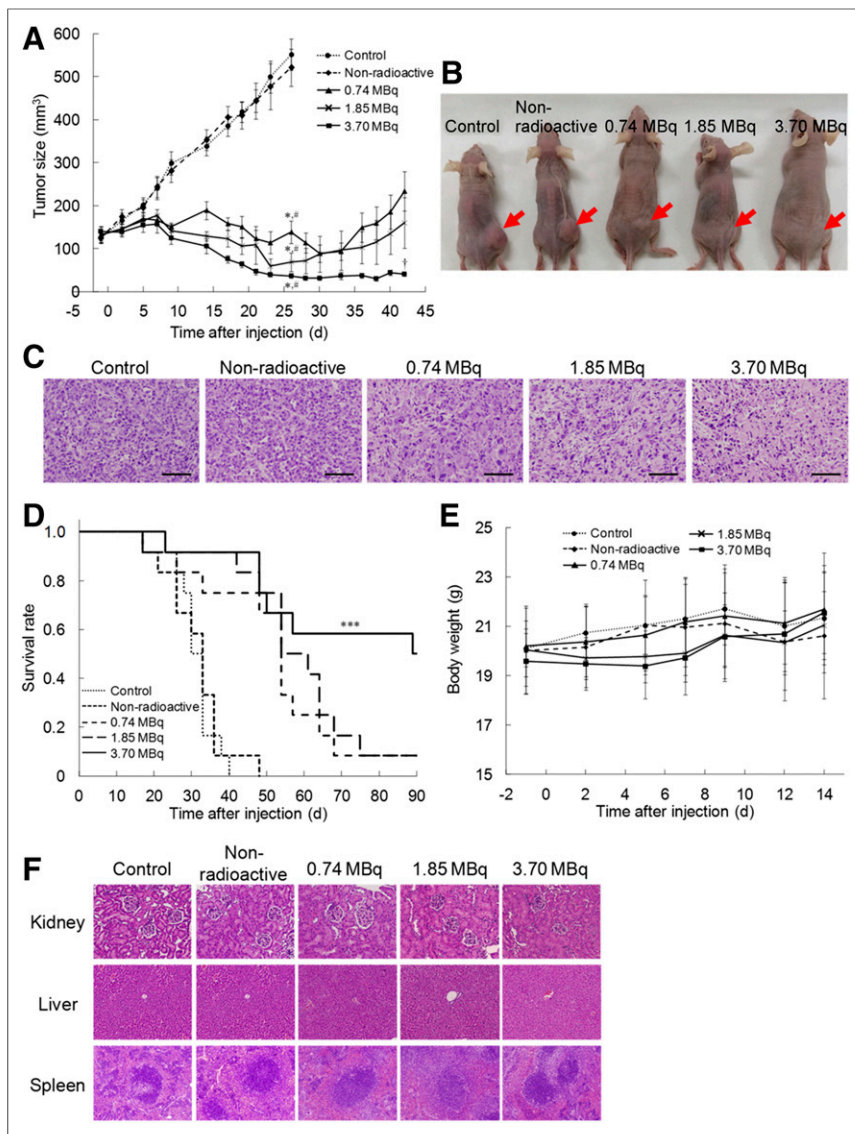 A
Tumor size (mm³)
600
500
400
300
200
100
0
-5 0 5 10 15 20 25 30 35 40 45
Time after injection (d)
Control
Non-radioactive
0.74 MBq
1.85 MBq
3.70 MBq
*,#
*,#
*,#
†
B
Control
Non-
radioactive
0.74 MBq
1.85 MBq
3.70 MBq
C
Control
Non-radioactive
0.74 MBq
1.85 MBq
3.70 MBq
D
Survival rate
1.0
0.8
0.6
0.4
0.2
0
0 10 20 30 40 50 60 70 80 90
Time after injection (d)
Control
Non-radioactive
0.74 MBq
1.85 MBq
3.70 MBq
***
E
Body weight (g)
25
23
21
19
17
15
-2 0 2 4 6 8 10 12 14
Time after injection (d)
Control
Non-radioactive
0.74 MBq
1.85 MBq
3.70 MBq
F
Control
Non-
radioactive
0.74 MBq
1.85 MBq
3.70 MBq
Kidney
Liver
Spleen